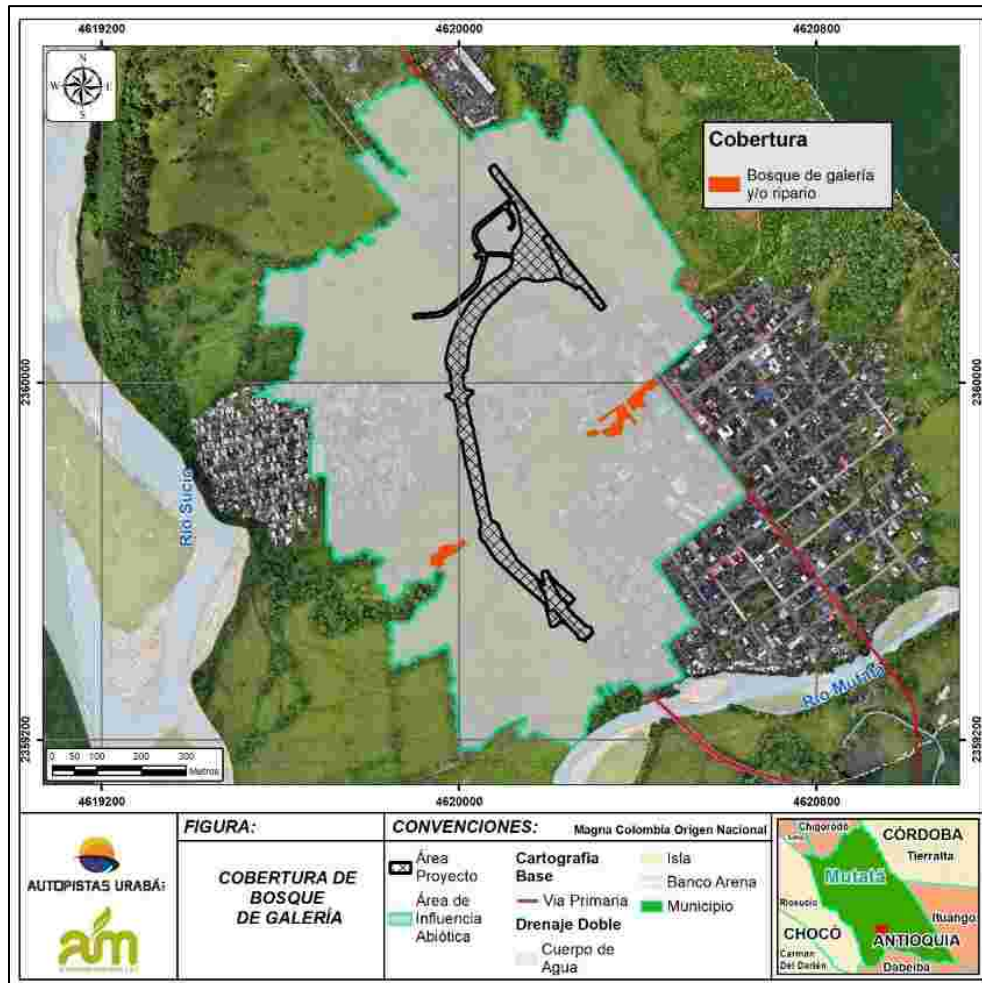 4619200
4620000
4620800
N
W
E
S
Cobertura
Bosque de galería
y/o ripario
2360000
2360000
Río Sucio
Río Mutatá
2359200
2359200
0 50 100 200 300
Metros
4619200
4620000
4620800
AUTOPISTAS URABÁ
FIGURA:
COBERTURA DE
BOSQUE
DE GALERÍA
CONVENCIONES:
Magna Colombia Origen Nacional
Área
Proyecto
Área de
Influencia
Abiótica
Cartografia
Base
Via Primaria
Drenaje Doble
Cuerpo de
Agua
Isla
Banco Arena
Municipio
Chigorodó
CÓRDOBA
Tierralta
Mutatá
Riosucio
Ituango
CHOCÓ
ANTIOQUIA
Carmen
Del Darién
Dabeiba